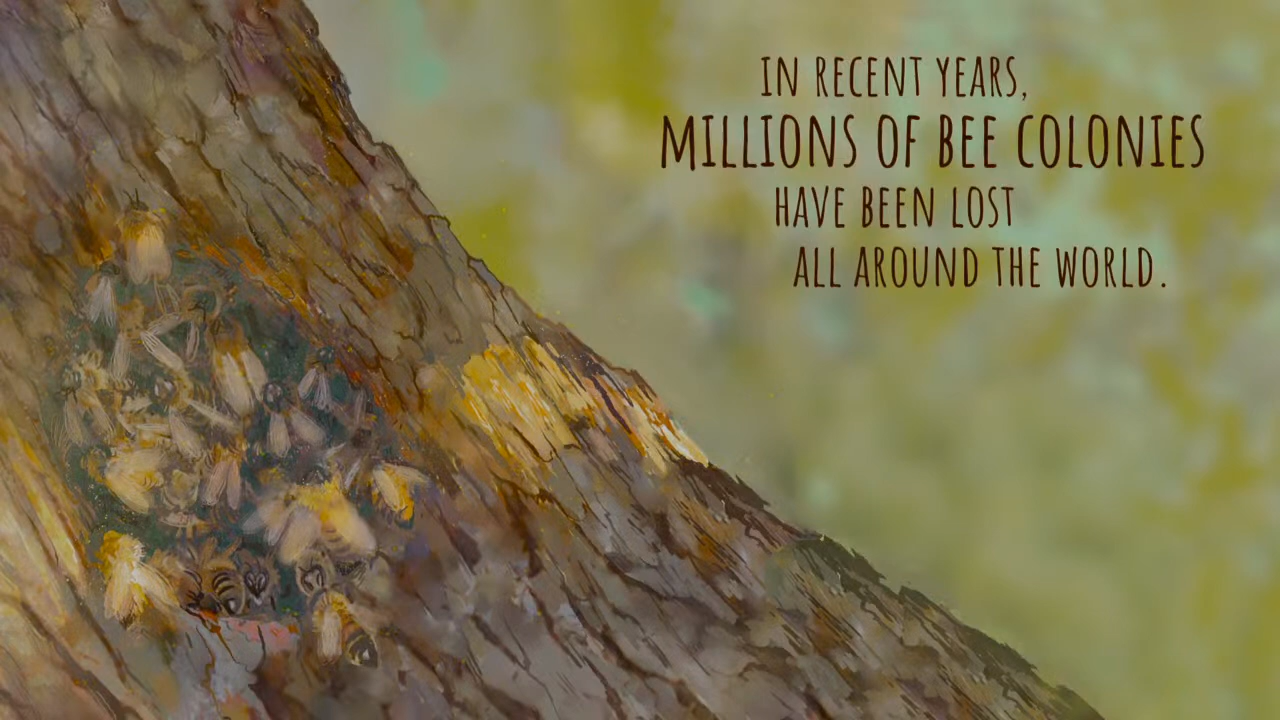 IN RECENT YEARS,
MILLIONS OF BEE COLONIES
HAVE BEEN LOST
ALL AROUND THE WORLD.